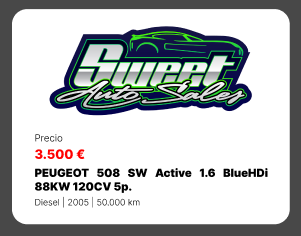 Sweet
Auto Sales
Precio
3.500 €
PEUGEOT 508 SW Active 1.6 BlueHDi
88KW 120CV 5p.
Diesel | 2005 | 50.000 km